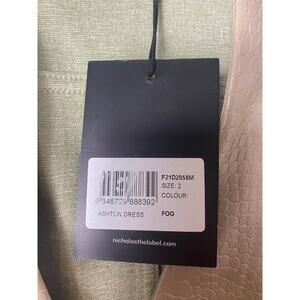 F21D2058M
SIZE: 2
COLOUR:
9 346729 888392
ASHTON DRESS
FOG
nicholasthelabel.com